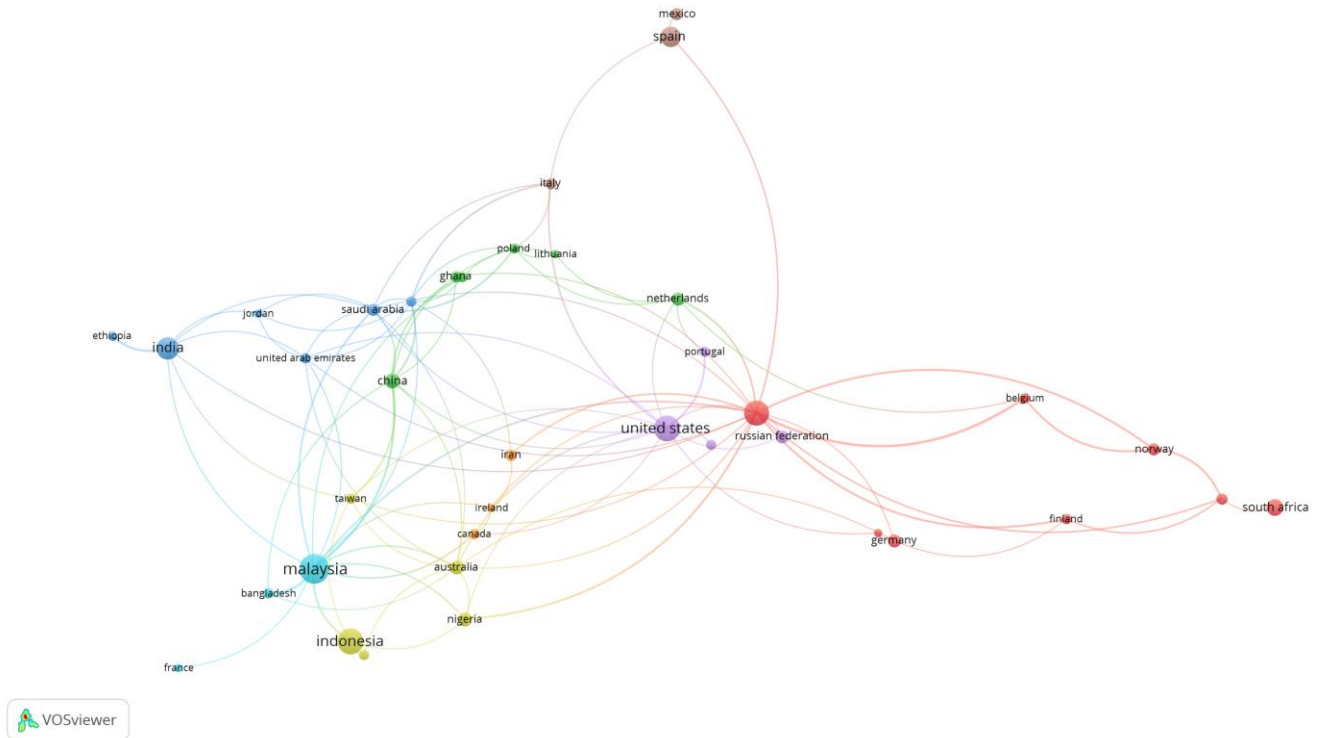 mexico
spain
italy
poland
lithuania
ghana
netherlands
saudi arabia
jordan
ethiopia
india
united arab emirates
portugal
china
belgium
united states
russian federation
norway
iran
taiwan
ireland
south africa
finland
canada
germany
malaysia
australia
bangladesh
nigeria
indonesia
france
VOSviewer